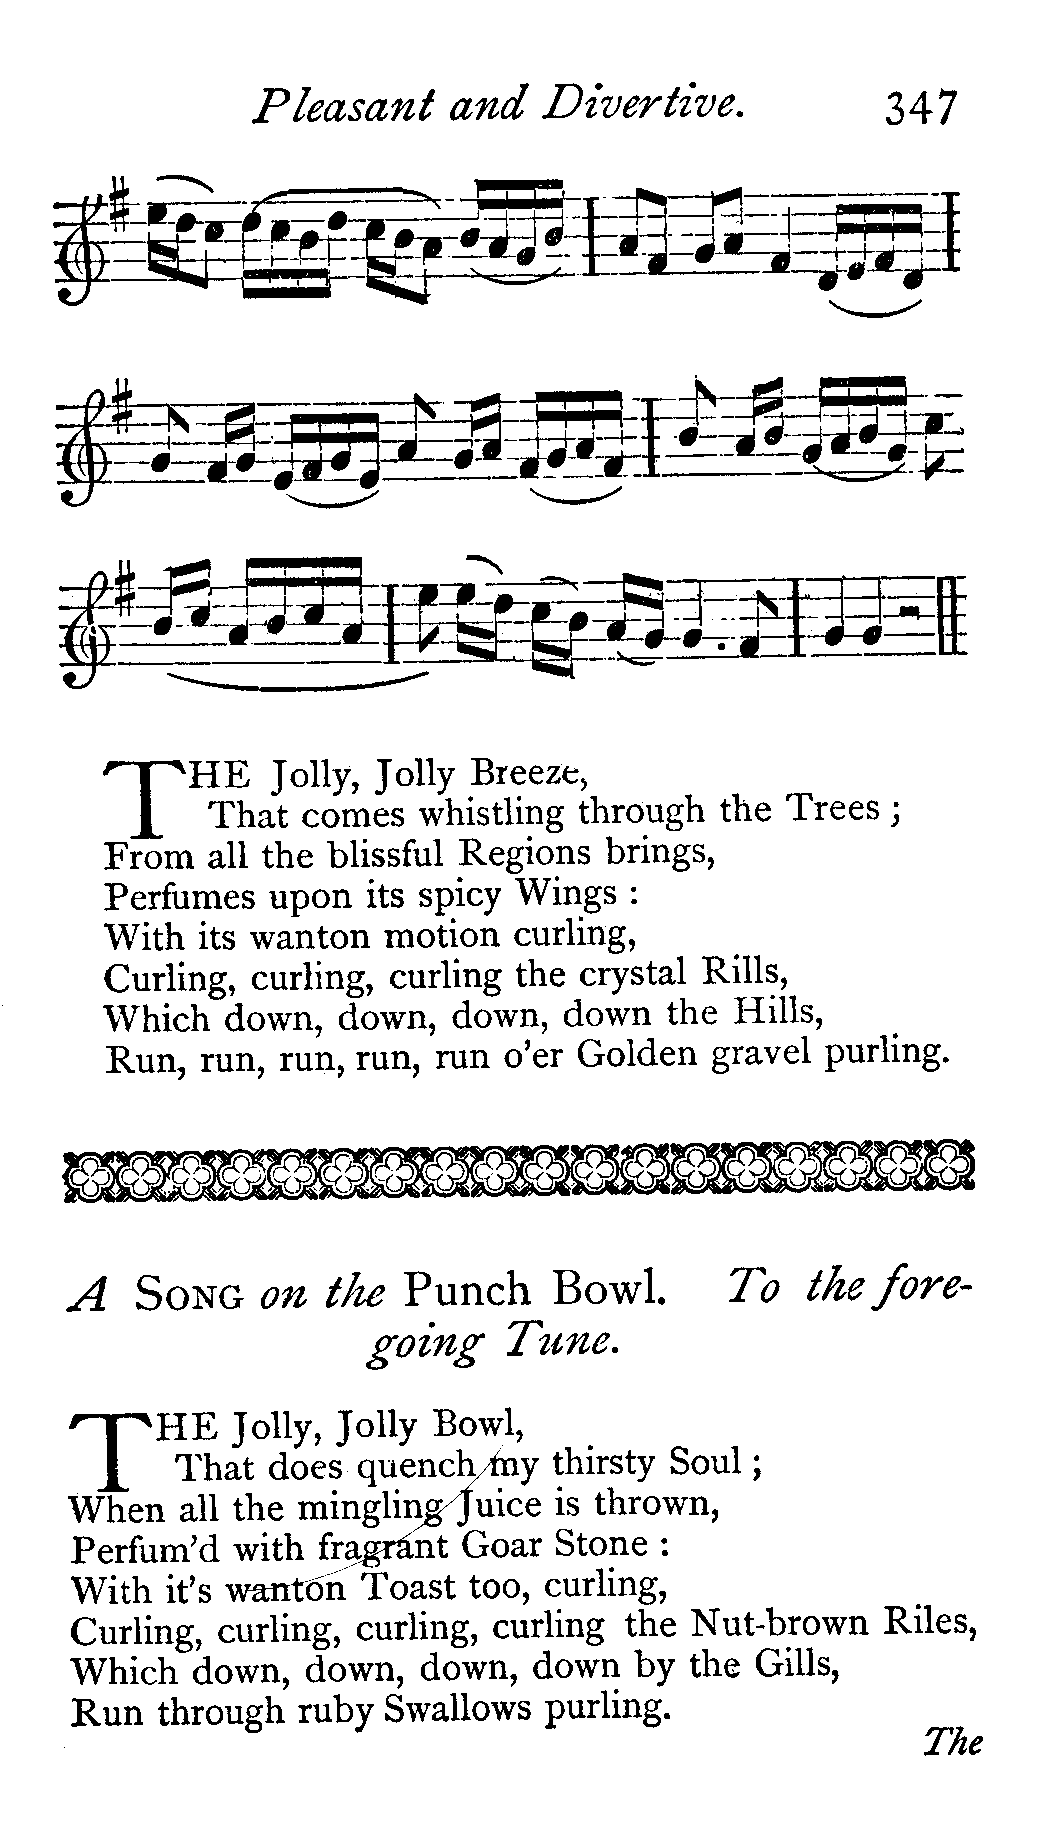 Pleasant and Divertive. 347
THE Jolly, Jolly Breeze,
That comes whistling through the Trees ;
From all the blissful Regions brings,
Perfumes upon its spicy Wings :
With its wanton motion curling,
Curling, curling, curling the crystal Rills,
Which down, down, down, down the Hills,
Run, run, run, run, run o'er Golden gravel purling.
A SONG on the Punch Bowl. To the fore-
going Tune.
THE Jolly, Jolly Bowl,
That does quench my thirsty Soul ;
When all the mingling Juice is thrown,
Perfum'd with fragrant Goar Stone :
With it's wanton Toast too, curling,
Curling, curling, curling, curling the Nut-brown Riles,
Which down, down, down, down by the Gills,
Run through ruby Swallows purling.
The